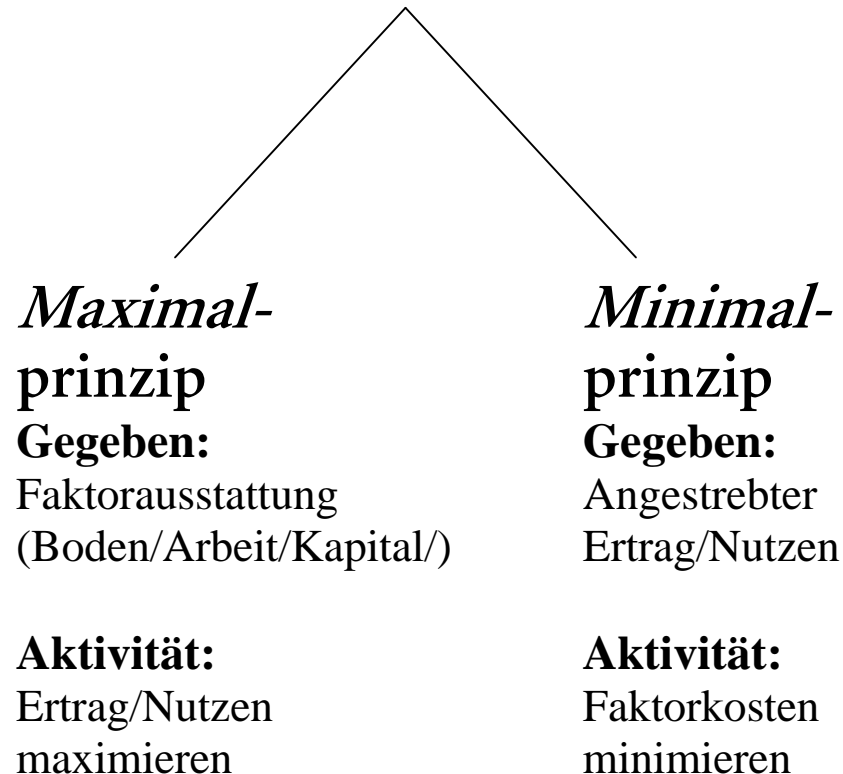 Maximal-
prinzip
Gegeben:
Faktorausstattung
(Boden/Arbeit/Kapital/)
Aktivität:
Ertrag/Nutzen
maximieren
Minimal-
prinzip
Gegeben:
Angestrebter
Ertrag/Nutzen
Aktivität:
Faktorkosten
minimieren